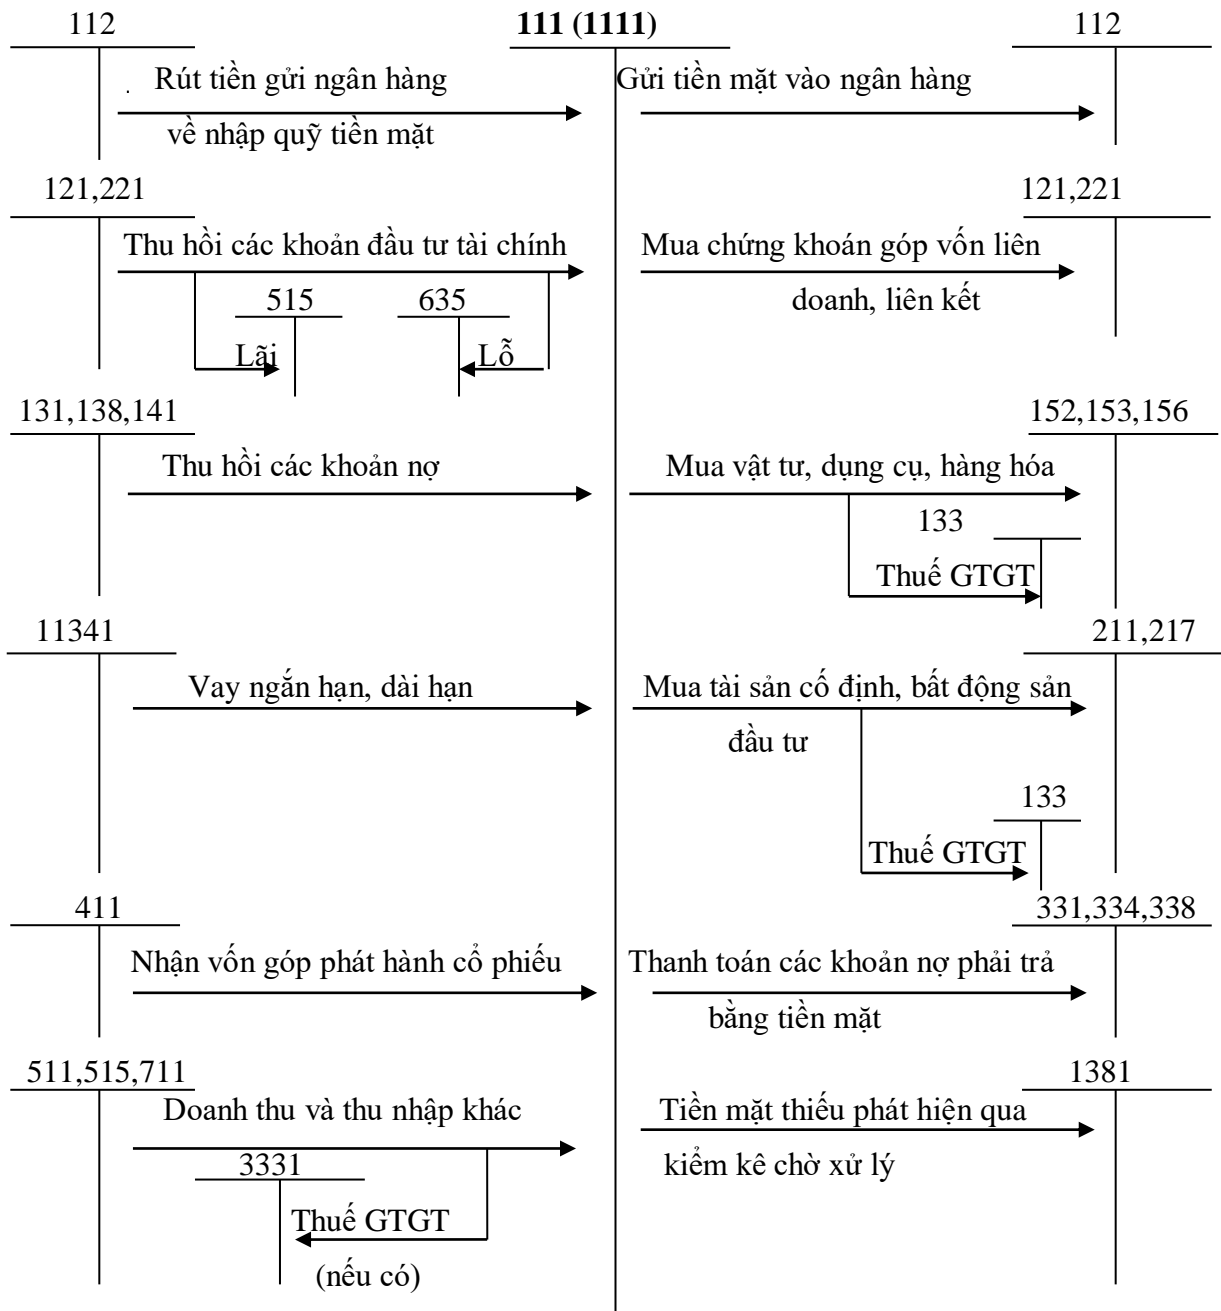 112
111 (1111)
112
Rút tiền gửi ngân hàng
Gửi tiền mặt vào ngân hàng
về nhập quỹ tiền mặt
121,221
121,221
Thu hồi các khoản đầu tư tài chính
Mua chứng khoán góp vốn liên
515
635
doanh, liên kết
Lãi
Lỗ
131,138,141
152,153,156
Thu hồi các khoản nợ
Mua vật tư, dụng cụ, hàng hóa
133
Thuế GTGT
11341
211,217
Vay ngắn hạn, dài hạn
Mua tài sản cố định, bất động sản
đầu tư
133
Thuế GTGT
411
331,334,338
Nhận vốn góp phát hành cổ phiếu
Thanh toán các khoản nợ phải trả
bằng tiền mặt
511,515,711
1381
Doanh thu và thu nhập khác
Tiền mặt thiếu phát hiện qua
3331
kiểm kê chờ xử lý
Thuế GTGT
(nếu có)